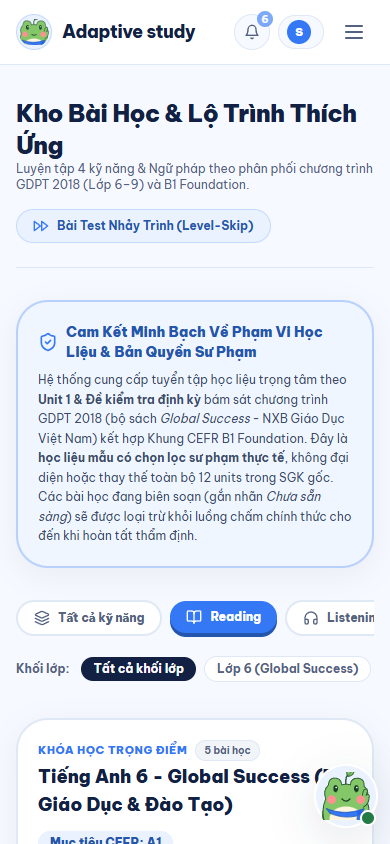 Adaptive study
6
S
Kho Bài Học & Lộ Trình Thích
Ứng
Luyện tập 4 kỹ năng & Ngữ pháp theo phân phối chương trình
GDPT 2018 (Lớp 6–9) và B1 Foundation.
Bài Test Nhảy Trình (Level-Skip)
Cam Kết Minh Bạch Về Phạm Vi Học
Liệu & Bản Quyền Sư Phạm
Hệ thống cung cấp tuyển tập học liệu trọng tâm theo
Unit 1 & Đề kiểm tra định kỳ bám sát chương trình
GDPT 2018 (bộ sách Global Success - NXB Giáo Dục
Việt Nam) kết hợp Khung CEFR B1 Foundation. Đây là
học liệu mẫu có chọn lọc sư phạm thực tế, không đại
diện hoặc thay thế toàn bộ 12 units trong SGK gốc.
Các bài học đang biên soạn (gắn nhãn Chưa sẵn
sàng) sẽ được loại trừ khỏi luồng chấm chính thức cho
đến khi hoàn tất thẩm định.
Tất cả kỹ năng
Reading
Listenin
Khối lớp:
Tất cả khối lớp
Lớp 6 (Global Success)
KHÓA HỌC TRỌNG ĐIỂM
5 bài học
Tiếng Anh 6 - Global Success
Giáo Dục & Đào Tạo)
Mục tiêu CEFR: A1